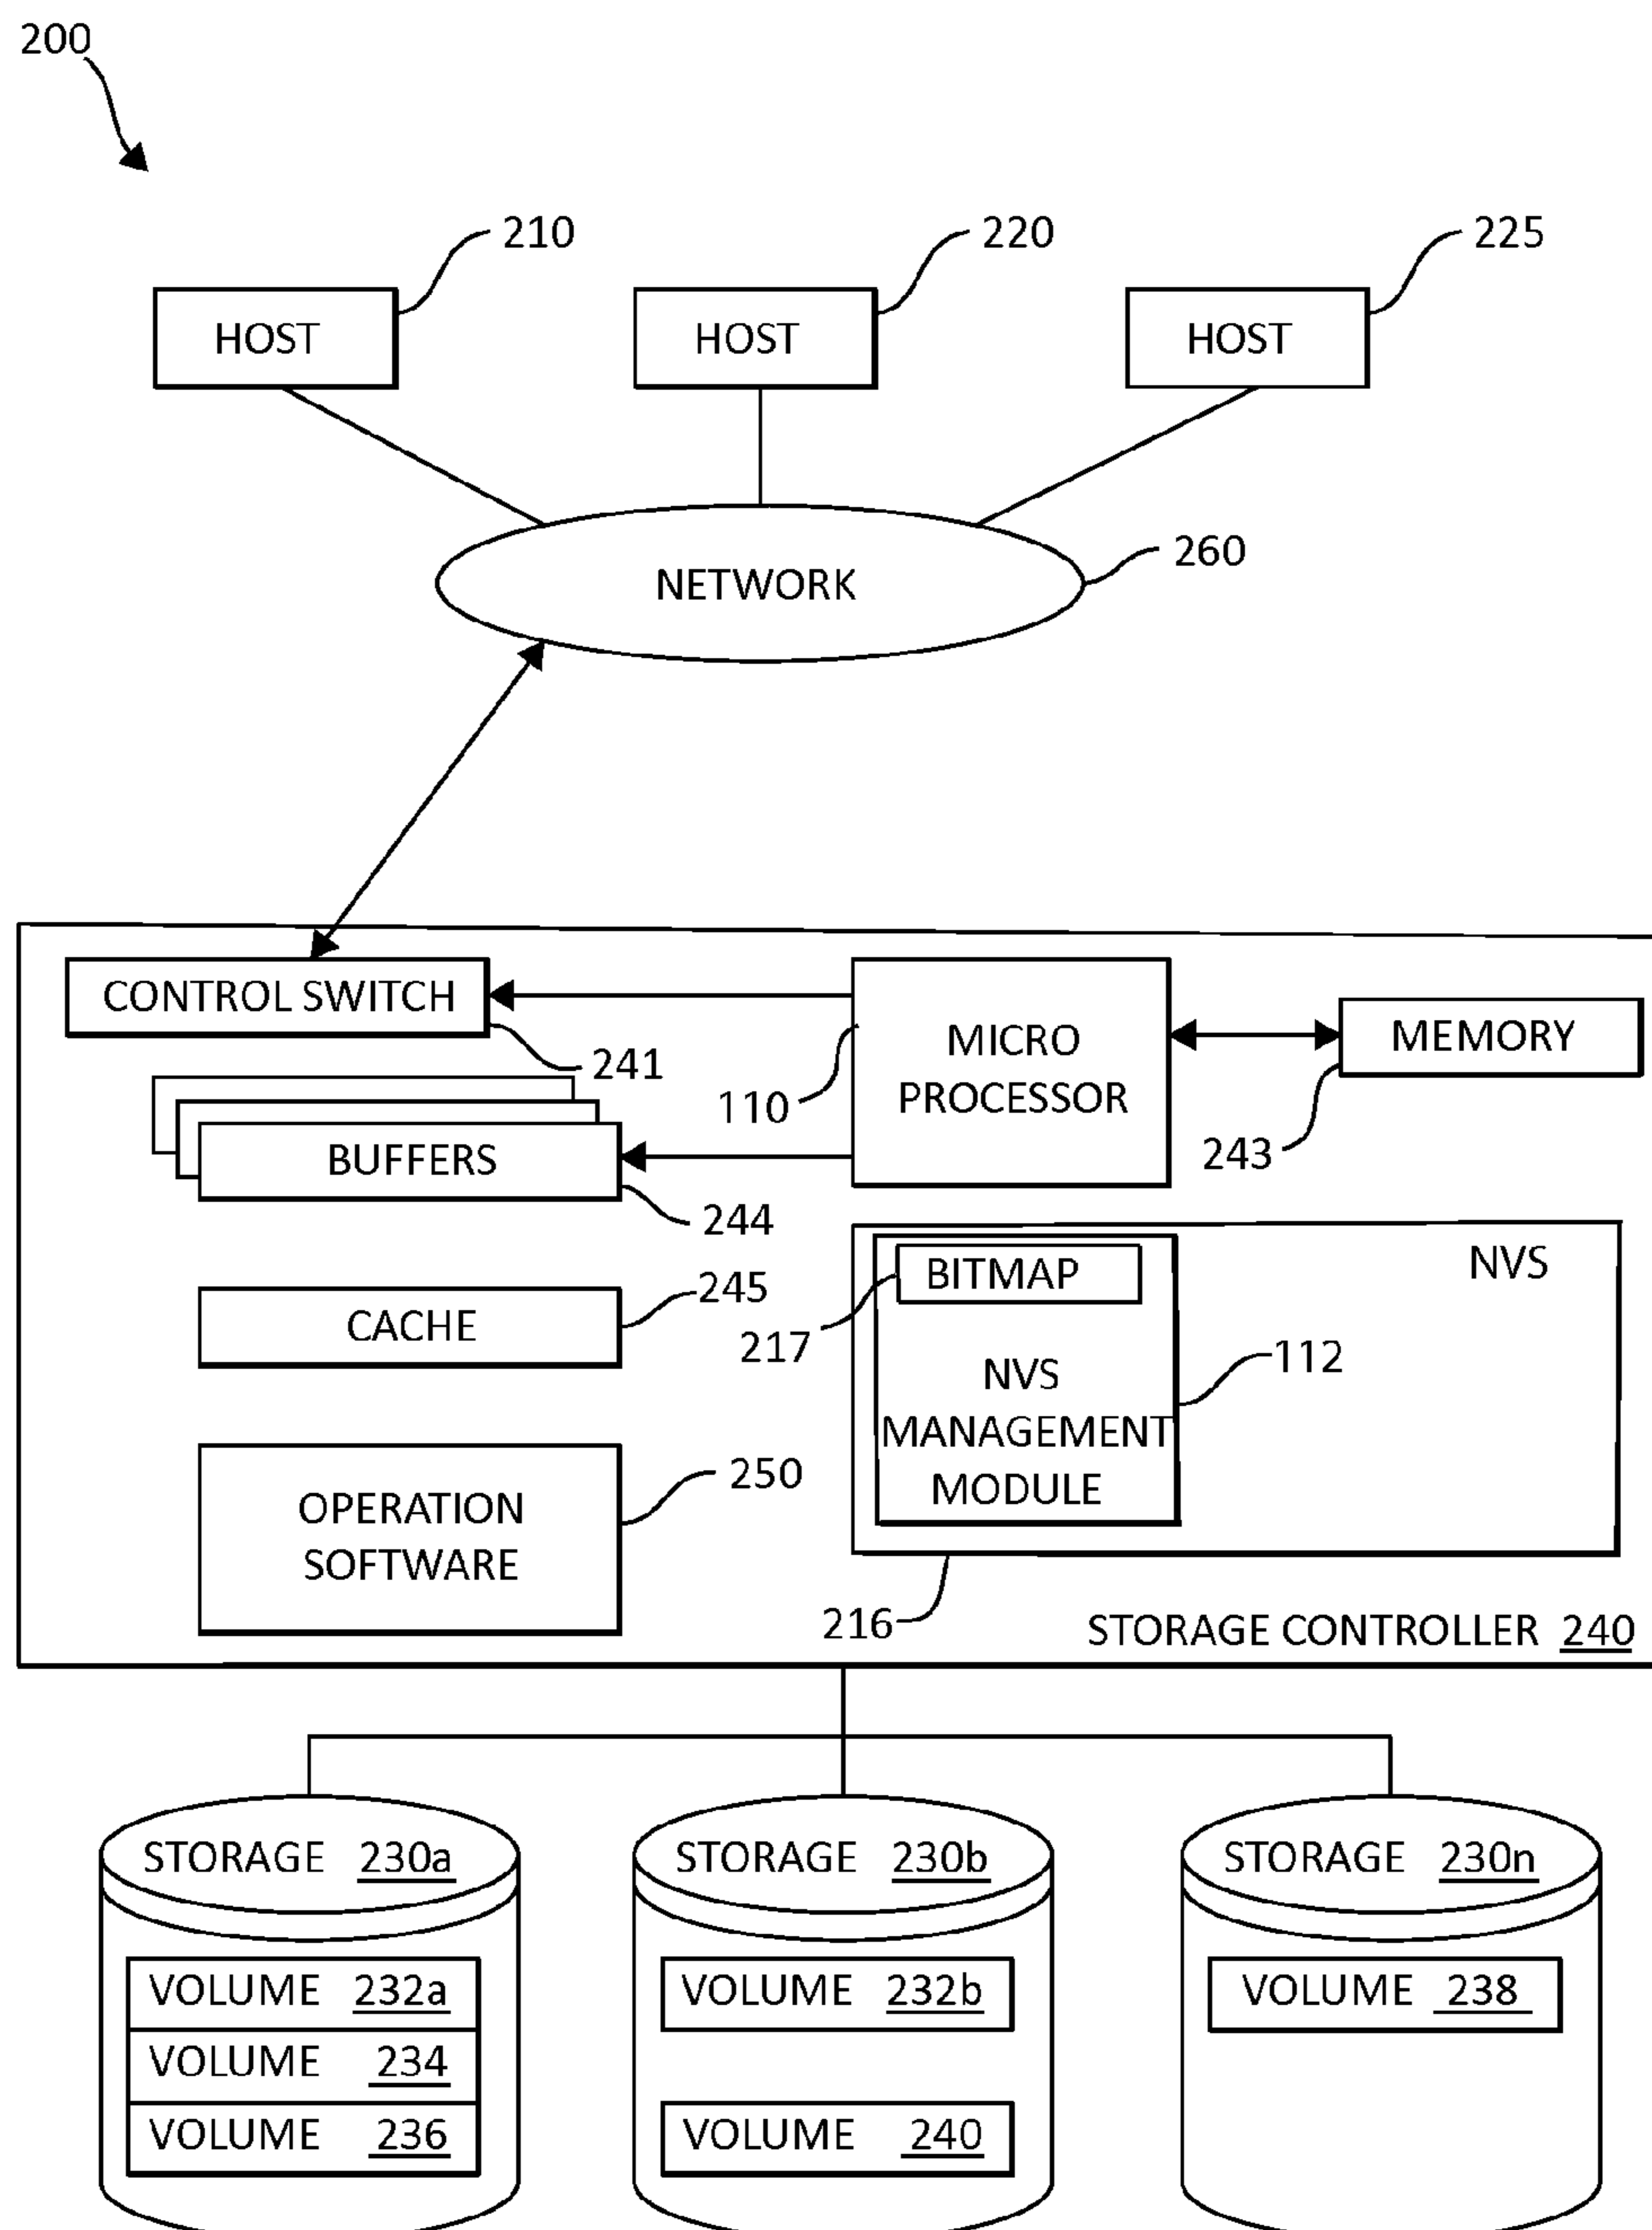 200
210
220
225
HOST
HOST
HOST
260
NETWORK
CONTROL SWITCH
241
MICRO
PROCESSOR
110
MEMORY
243
BUFFERS
244
BITMAP
NVS
217
245
CACHE
NVS
MANAGEMENT
MODULE
112
250
OPERATION
SOFTWARE
216
STORAGE CONTROLLER 240
STORAGE 230a
STORAGE 230b
STORAGE 230n
VOLUME 232a
VOLUME 234
VOLUME 236
VOLUME 232b
VOLUME 240
VOLUME 238